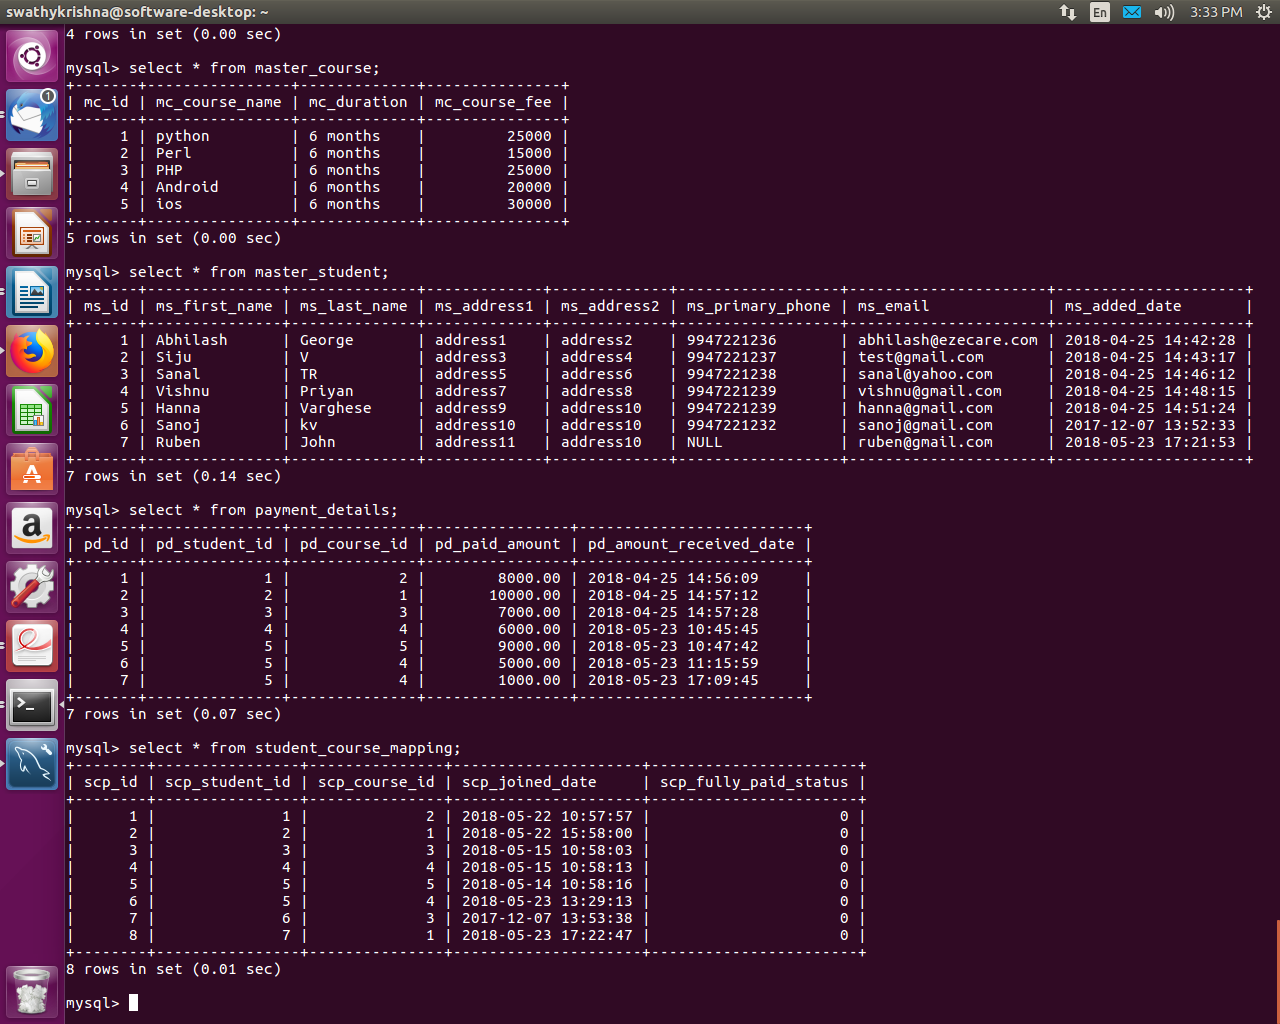 swathykrishna@software-desktop: ~
En
3:33 PM
1
4 rows in set (0.00 sec)
mysql> select * from master_course;
+-------+----------------+-------------+---------------+
| mc_id | mc_course_name | mc_duration | mc_course_fee |
+-------+----------------+-------------+---------------+
|     1 | python         | 6 months    |         25000 |
|     2 | Perl           | 6 months    |         15000 |
|     3 | PHP            | 6 months    |         25000 |
|     4 | Android        | 6 months    |         20000 |
|     5 | ios            | 6 months    |         30000 |
+-------+----------------+-------------+---------------+
5 rows in set (0.00 sec)
mysql> select * from master_student;
+-------+---------------+--------------+-------------+-------------+------------------+----------------------+---------------------+
| ms_id | ms_first_name | ms_last_name | ms_address1 | ms_address2 | ms_primary_phone | ms_email             | ms_added_date       |
+-------+---------------+--------------+-------------+-------------+------------------+----------------------+---------------------+
|     1 | Abhilash      | George       | address1    | address2    | 9947221236       | abhilash@ezecare.com | 2018-04-25 14:42:28 |
|     2 | Siju          | V            | address3    | address4    | 9947221237       | test@gmail.com       | 2018-04-25 14:43:17 |
|     3 | Sanal         | TR           | address5    | address6    | 9947221238       | sanal@yahoo.com      | 2018-04-25 14:46:12 |
|     4 | Vishnu        | Priyan       | address7    | address8    | 9947221239       | vishnu@gmail.com     | 2018-04-25 14:48:15 |
|     5 | Hanna         | Varghese     | address9    | address10   | 9947221239       | hanna@gmail.com      | 2018-04-25 14:51:24 |
|     6 | Sanoj         | kv           | address10   | address10   | 9947221232       | sanoj@gmail.com      | 2017-12-07 13:52:33 |
|     7 | Ruben         | John         | address11   | address10   | NULL             | ruben@gmail.com      | 2018-05-23 17:21:53 |
+-------+---------------+--------------+-------------+-------------+------------------+----------------------+---------------------+
7 rows in set (0.14 sec)
mysql> select * from payment_details;
+-------+---------------+--------------+----------------+-------------------------+
| pd_id | pd_student_id | pd_course_id | pd_paid_amount | pd_amount_received_date |
+-------+---------------+--------------+----------------+-------------------------+
|     1 |             1 |            2 |        8000.00 | 2018-04-25 14:56:09     |
|     2 |             2 |            1 |       10000.00 | 2018-04-25 14:57:12     |
|     3 |             3 |            3 |        7000.00 | 2018-04-25 14:57:28     |
|     4 |             4 |            4 |        6000.00 | 2018-05-23 10:45:45     |
|     5 |             5 |            5 |        9000.00 | 2018-05-23 10:47:42     |
|     6 |             5 |            4 |        5000.00 | 2018-05-23 11:15:59     |
|     7 |             5 |            4 |        1000.00 | 2018-05-23 17:09:45     |
+-------+---------------+--------------+----------------+-------------------------+
7 rows in set (0.07 sec)
mysql> select * from student_course_mapping;
+--------+----------------+---------------+---------------------+-----------------------+
| scp_id | scp_student_id | scp_course_id | scp_joined_date     | scp_fully_paid_status |
+--------+----------------+---------------+---------------------+-----------------------+
|      1 |              1 |             2 | 2018-05-22 10:57:57 |                     0 |
|      2 |              2 |             1 | 2018-05-22 15:58:00 |                     0 |
|      3 |              3 |             3 | 2018-05-15 10:58:03 |                     0 |
|      4 |              4 |             4 | 2018-05-15 10:58:13 |                     0 |
|      5 |              5 |             5 | 2018-05-14 10:58:16 |                     0 |
|      6 |              5 |             4 | 2018-05-23 13:29:13 |                     0 |
|      7 |              6 |             3 | 2017-12-07 13:53:38 |                     0 |
|      8 |              7 |             1 | 2018-05-23 17:22:47 |                     0 |
+--------+----------------+---------------+---------------------+-----------------------+
8 rows in set (0.01 sec)
mysql>